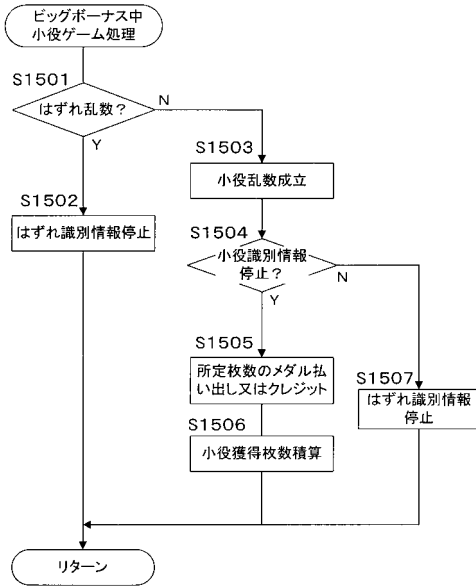 ビッグボーナス中
小役ゲーム処理
S1501
はずれ乱数?
N
Y
S1503
小役乱数成立
S1502
はずれ識別情報停止
S1504
小役識別情報
停止?
N
Y
S1505
所定枚数のメダル払
い出し又はクレジット
S1507
はずれ識別情報
停止
S1506
小役獲得枚数積算
リターン